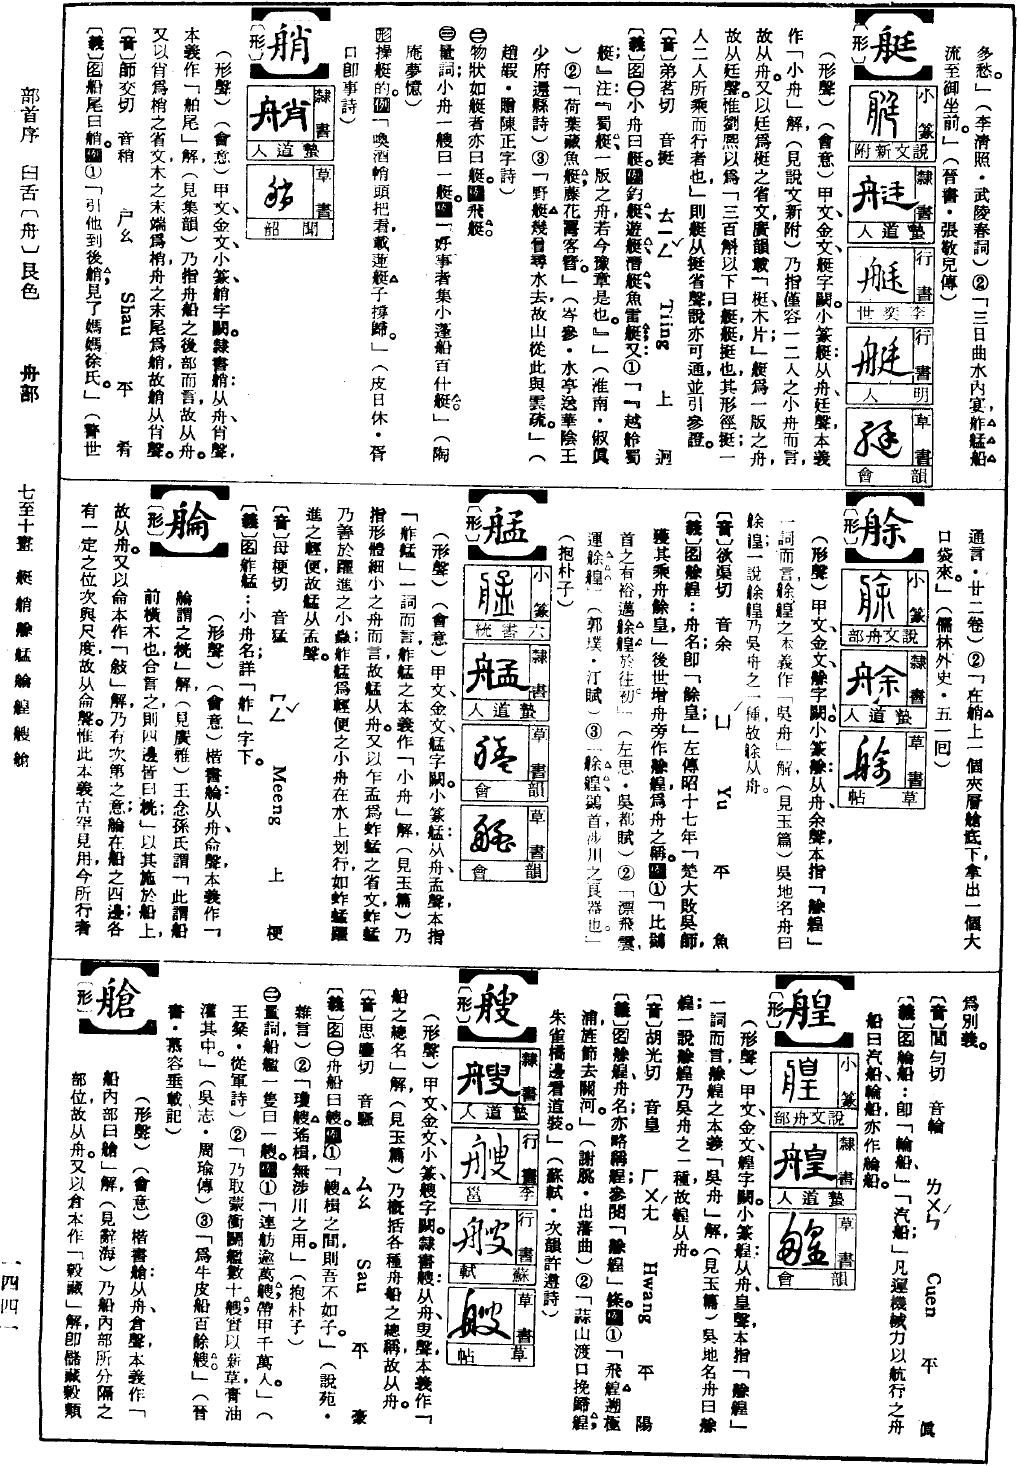 多愁。」(李清照·武陵春詞)②「三日曲水內宴,舴艋船
流至御坐前。」(晉書·張敬兒傳)
艇
〔形〕
小篆 說文新附
隸書 蟄道人
行書 李奕世
行書 明人
草書 韻會
(形聲)(會意)甲文、金文艇字闕。小篆艇:从舟、廷聲,本義
作「小舟」解,(見說文新附)乃指僅容一二人之小舟而言,
故从舟。又以廷爲梃之省文,廣韻載「梃,木片」艇爲一版之舟,
故从廷聲。惟劉熙以爲「三百斛以下曰艇,艇,挺也,其形徑挺,一
人二人所乘而行者也」則艇从挺省聲,說亦可通,並引參證。
〔音〕弟茗切 音挺 ㄊㄧㄥˇ Tiing 上 迥
〔義〕图㊀小舟曰艇。例釣艇、遊艇、潛艇、魚雷艇。又①「『越舲蜀
艇』注:『蜀艇,一版之舟,若今豫章是也。』」(淮南·俶眞
)②「荷葉藏魚艇,藤花罥客簪。」(岑參·水亭送華陰王
少府還縣詩)③「野艇幾曾尋水去,故山從此與雲疏。」(
趙嘏·贈陳正字詩)
㊁物狀如艇者亦曰艇。例飛艇。
㊂量詞,小舟一艘曰一艇。例「好事者集小蓬船百什艇」(陶
庵夢憶)
形操艇的。例「喚酒幍頭把看,載蓮艇子撐歸。」(皮日休·胥
口卽事詩)
艄
〔形〕
隸書 蟄道人
草書 聞韶
(形聲)(會意)甲文、金文、小篆艄字闕。隸書艄:从舟、肖聲,
本義作「舶尾」解,(見集韻)乃指舟船之後部而言,故从舟。
又以肖爲梢之省文,木之末端爲梢,舟之末尾爲艄,故艄从肖聲。
〔音〕師交切 音梢 ㄕㄠ Shau 平 肴
〔義〕图船尾曰艄。例①「引他到後艄,見了媽媽徐氏。」(警世
通言·廿二卷)②「在艄上一個夾層艙底下拿出一個大
口袋來。」(儒林外史·五一回)
艅
〔形〕
小篆 說文舟部
隸書 蟄道人
草書 草帖
(形聲)甲文、金文艅字闕。小篆艅:从舟、余聲,本指「艅艎」
一詞而言,艅艎之本義作「吳舟」解,(見玉篇)吳地名舟曰
艅艎;一說艅艎乃吳舟之一種,故艅从舟。
〔音〕欲渠切 音余 ㄩˊ Yu 平 魚
〔義〕图艅艎:舟名,卽「餘皇」,左傳昭十七年「楚大敗吳師,
獲其乘舟餘皇」後世增舟旁作艅艎,爲舟之稱。例①「比鷁
首之有裕,邁艅艎於往初」(左思·吳都賦)②「漂飛雲,
運艅艎」(郭璞·江賦)③「艅艎鷁首,涉川之良器也」
(抱朴子)
艋
〔形〕
小篆 六書統
隸書 蟄道人
草書 韻會
草書 韻會
(形聲)(會意)甲文、金文艋字闕。小篆艋:从舟、孟聲,本指
「舴艋」一詞而言,舴艋之本義作「小舟」解,(見玉篇)乃
指形體細小之舟而言,故艋从舟。又以乍孟爲蚱蜢之省文,蚱蜢
乃善於躍進之小蟲,舴艋爲輕便之小舟,在水上划行如蚱蜢躍
進之輕便,故艋从孟聲。
〔音〕母梗切 音猛 ㄇㄥˇ Meeng 上 梗
〔義〕图舴艋:小舟名,詳「舴」字下。
艑
〔形〕
(形聲)(會意)楷書艑:从舟、侖聲,本義作「
艑謂之桄」解,(見廣雅)王念孫氏謂「此謂船
前橫木也,合言之則四邊皆曰桄」以其施於船上,
故从舟。又以侖本作「敍」解,乃有次第之意,艑在船之四邊,各
有一定之位次與尺度,故从侖聲。惟此本義古罕見用,今所行者
爲別義。
〔音〕閭勻切 音輪 ㄌㄨㄣˊ Cuen 平 眞
〔義〕图艑船:卽「輪船」、「汽船」,凡運機械力以航行之舟
船曰汽船;輪船亦作艑船。
艎
〔形〕
小篆 說文舟部
隸書 蟄道人
草書 韻會
(形聲)甲文、金文艎字闕。小篆艎:从舟、皇聲,本指「艅艎」
一詞而言,艅艎之本義「吳舟」解,(見玉篇)吳地名舟曰艅
艎;一說艅艎乃吳舟之一種,故艎从舟。
〔音〕胡光切 音皇 ㄏㄨㄤˊ Hwang 平 陽
〔義〕图艅艎,舟名,亦略稱艎,參閱「艅艎」條。例①「飛艎遡極
浦,旌節去關河。」(謝朓·出藩曲)②「蒜山渡口挽歸艎,
朱雀橋邊看道裝。」(蘇軾·次韻許遵詩)
艘
〔形〕
隸書 蟄道人
行書 李邕
行書 蘇軾
草書 草帖
(形聲)甲文、金文、小篆艘字闕。隸書艘:从舟、叟聲,本義作「
船之總名」解,(見玉篇)乃概括各種舟船之總稱,故从舟。
〔音〕思邀切 音騷 ㄙㄠ Sau 平 豪
〔義〕图㊀舟船曰艘。例①「艘楫之間,則吾不如子。」(說苑·
雜言)②「瓊艘瑤楫,無涉川之用。」(抱朴子)
㊁量詞,船艦一隻曰一艘。例①「連舫逾萬艘,帶甲千萬人。」(
王粲·從軍詩)②「乃取蒙衝鬭艦數十艘,實以薪草,膏油
灌其中。」(吳志·周瑜傳)③「爲牛皮船百餘艘」(晉
書·慕容垂載記)
艙
〔形〕
(形聲)(會意)楷書艙:从舟、倉聲,本義作「
船內部曰艙」解,(見辭海)乃船內部所分隔之
部位,故从舟。又以倉本作「穀藏」解,卽儲藏穀類
部首序 臼舌〔舟〕艮色 舟部 七至十畫 艇艄艅艋艑艎艘艙
一四四一